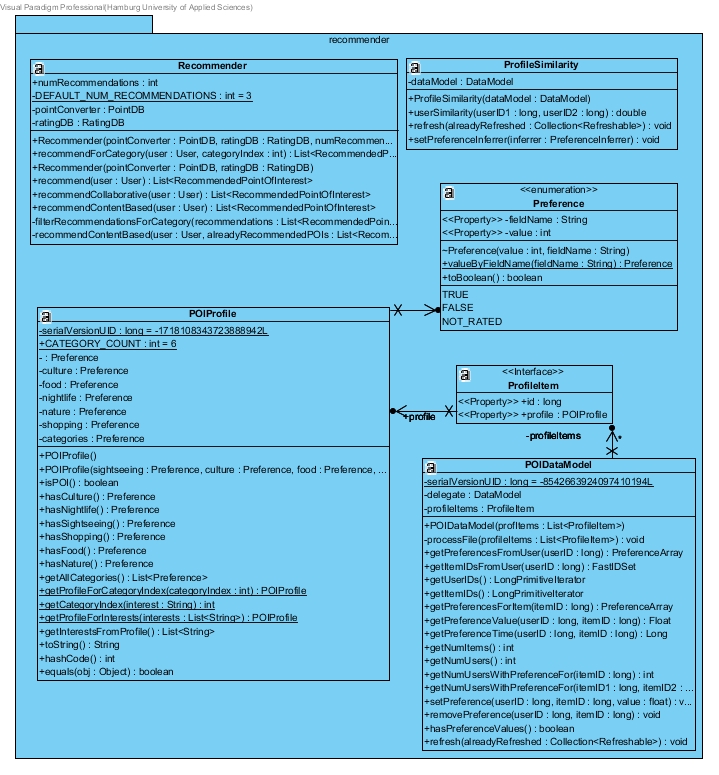 Visual Paradigm Professional(Hamburg University of Applied Sciences)
recommender
Recommender
+numRecommendations : int
-DEFAULT_NUM_RECOMMENDATIONS : int = 3
-pointConverter : PointDB
-ratingDB : RatingDB
+Recommender(pointConverter : PointDB, ratingDB : RatingDB, numRecommen...
+recommendForCategory(user : User, categoryIndex : int) : List<RecommendedP...
+Recommender(pointConverter : PointDB, ratingDB : RatingDB)
+recommend(user : User) : List<RecommendedPointOfInterest>
+recommendCollaborative(user : User) : List<RecommendedPointOfInterest>
+recommendContentBased(user : User) : List<RecommendedPointOfInterest>
-filterRecommendationsForCategory(recommendations : List<RecommendedPoin...
-recommendContentBased(user : User, alreadyRecommendedPOIs : List<Recom...
ProfileSimilarity
-dataModel : DataModel
+ProfileSimilarity(dataModel : DataModel)
+userSimilarity(userID1 : long, userID2 : long) : double
+refresh(alreadyRefreshed : Collection<Refreshable>) : void
+setPreferenceInferrer(inferrer : PreferenceInferrer) : void
<<enumeration>>
Preference
<<Property>> -fieldName : String
<<Property>> -value : int
~Preference(value : int, fieldName : String)
+valueByFieldName(fieldName : String) : Preference
+toBoolean() : boolean
TRUE
FALSE
NOT_RATED
POIProfile
-serialVersionUID : long = -1718108343723888942L
+CATEGORY_COUNT : int = 6
- : Preference
-culture : Preference
-food : Preference
-nightlife : Preference
-nature : Preference
-shopping : Preference
-categories : Preference
+POIProfile()
+POIProfile(sightseeing : Preference, culture : Preference, food : Preference, ...
+isPOI() : boolean
+hasCulture() : Preference
+hasNightlife() : Preference
+hasSightseeing() : Preference
+hasShopping() : Preference
+hasFood() : Preference
+hasNature() : Preference
+getAllCategories() : List<Preference>
+getProfileForCategoryIndex(categoryIndex : int) : POIProfile
+getCategoryIndex(interest : String) : int
+getProfileForInterests(interests : List<String>) : POIProfile
+getInterestsFromProfile() : List<String>
+toString() : String
+hashCode() : int
+equals(obj : Object) : boolean
<<Interface>>
ProfileItem
<<Property>> +id : long
<<Property>> +profile : POIProfile
+profile
-profileItems
*
POIDataModel
-serialVersionUID : long = -8542663924097410194L
-delegate : DataModel
-profileItems : ProfileItem
+POIDataModel(profItems : List<ProfileItem>)
-processFile(profileItems : List<ProfileItem>) : void
+getPreferencesFromUser(userID : long) : PreferenceArray
+getItemIDsFromUser(userID : long) : FastIDSet
+getUserIDs() : LongPrimitiveIterator
+getItemIDs() : LongPrimitiveIterator
+getPreferencesForItem(itemID : long) : PreferenceArray
+getPreferenceValue(userID : long, itemID : long) : Float
+getPreferenceTime(userID : long, itemID : long) : Long
+getNumItems() : int
+getNumUsers() : int
+getNumUsersWithPreferenceFor(itemID : long) : int
+getNumUsersWithPreferenceFor(itemID1 : long, itemID2 : ...
+setPreference(userID : long, itemID : long, value : float) : v...
+removePreference(userID : long, itemID : long) : void
+hasPreferenceValues() : boolean
+refresh(alreadyRefreshed : Collection<Refreshable>) : void